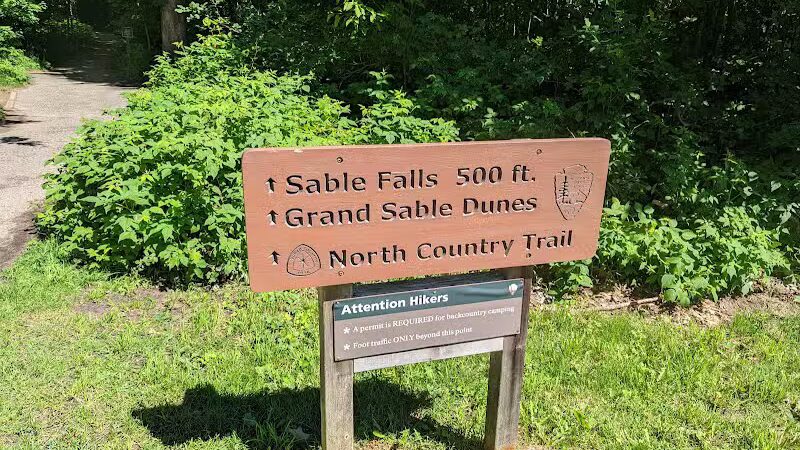 ↑ Sable Falls 500 ft.
↑ Grand Sable Dunes
↑ North Country Trail
Attention Hikers
★ A permit is REQUIRED for backcountry camping
★ Foot traffic ONLY beyond this point